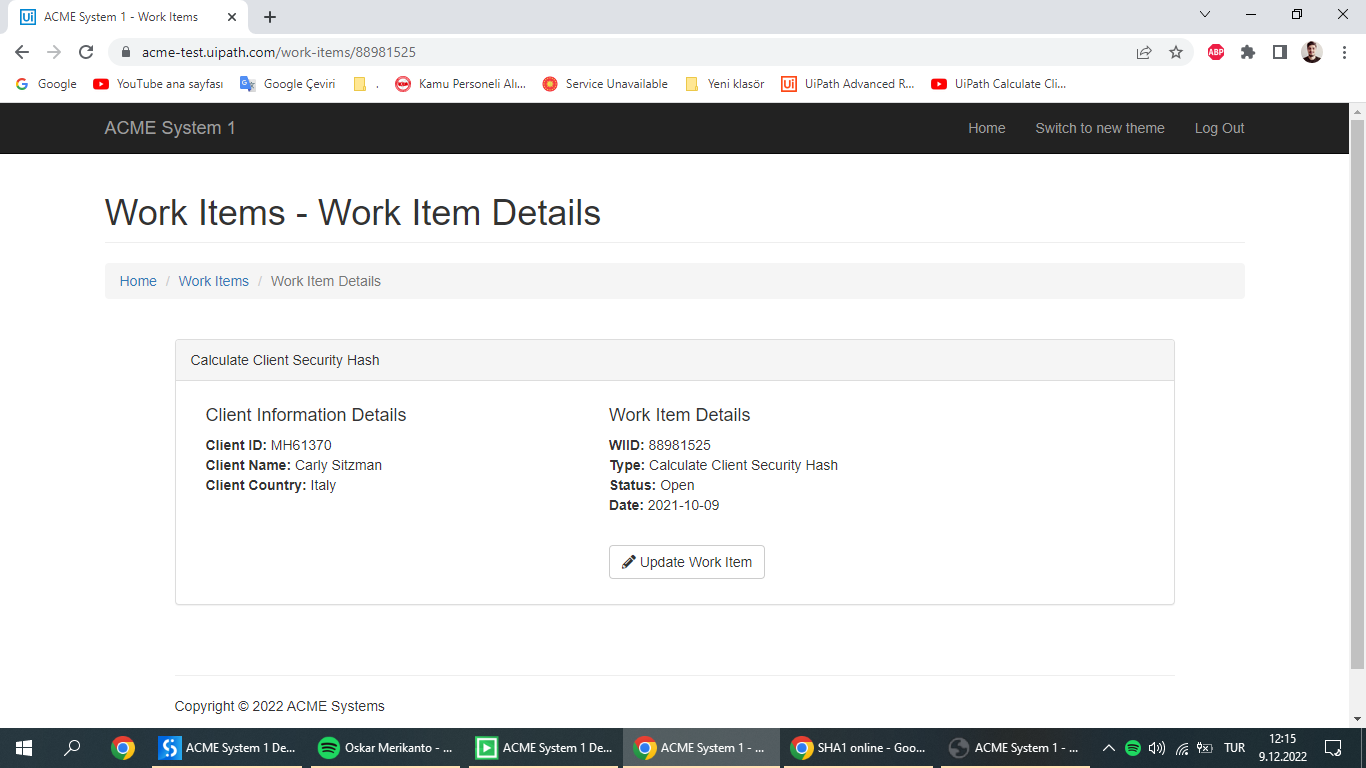 ACME System 1 - Work Items
acme-test.uipath.com/work-items/88981525
ABP
Google
YouTube ana sayfası
Google Çeviri
.
Kamu Personeli Alı...
Service Unavailable
Yeni klasör
UiPath Advanced R...
UiPath Calculate Cli...
ACME System 1
Home
Switch to new theme
Log Out
Work Items - Work Item Details
Home / Work Items / Work Item Details
Calculate Client Security Hash
Client Information Details
Client ID: MH61370
Client Name: Carly Sitzman
Client Country: Italy
Work Item Details
WIID: 88981525
Type: Calculate Client Security Hash
Status: Open
Date: 2021-10-09
Update Work Item
Copyright © 2022 ACME Systems
ACME System 1 De...
Oskar Merikanto - ...
ACME System 1 De...
ACME System 1 - ...
SHA1 online - Goo...
ACME System 1 - ...
TUR
12:15
9.12.2022